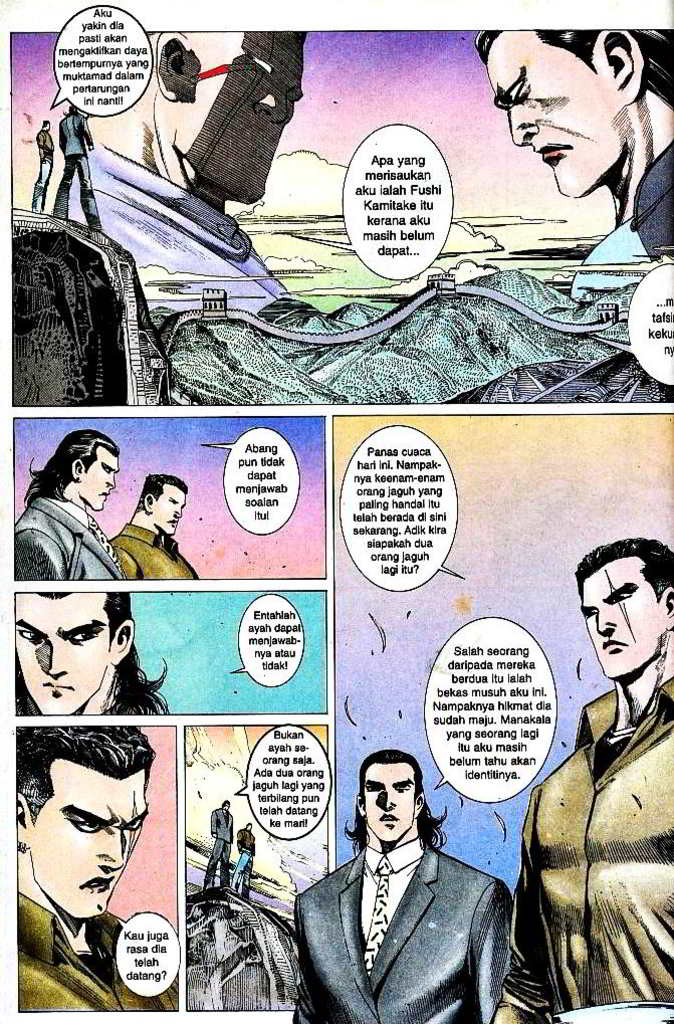 Aku
yakin dia
pasti akan
mengaktifkan daya
bertempurnya yang
muktamad dalam
pertarungan
ini nanti!
Apa yang
merisaukan
aku ialah Fushi
Kamitake itu
kerana aku
masih belum
dapat...
...m
tafsi
keku
ny
Abang
pun tidak
dapat
menjawab
soalan
itu!
Entahlah
ayah dapat
menjawab-
nya atau
tidak!
Kau juga
rasa dia
telah
datang?
Bukan
ayah se-
orang saja.
Ada dua orang
jaguh lagi yang
terbilang pun
telah datang
ke mari!
Panas cuaca
hari ini. Nampak-
nya keenam-enam
orang jaguh yang
paling handal itu
telah berada di sini
sekarang. Adik kira
siapakah dua
orang jaguh
lagi itu?
Salah seorang
daripada mereka
berdua itu ialah
bekas musuh aku ini.
Nampaknya hikmat dia
sudah maju. Manakala
yang seorang lagi
itu aku masih
belum tahu akan
identitinya.